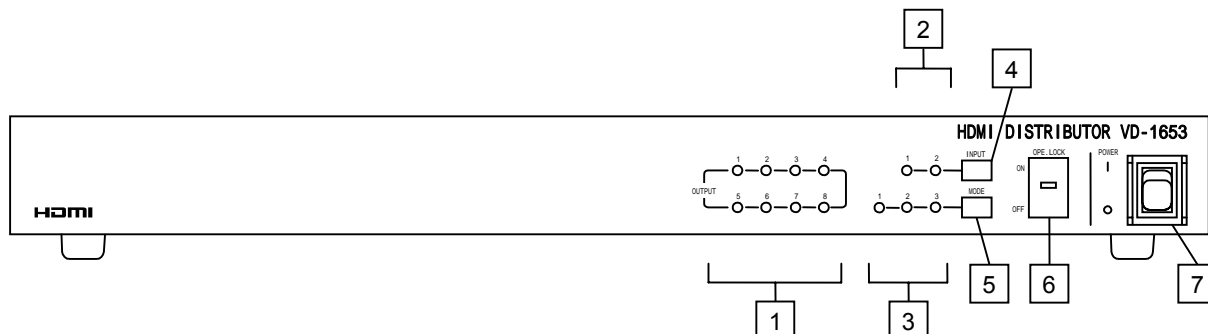 2
4
HDMI DISTRIBUTOR VD-1653
INPUT
OPE.LOCK
POWER
1 2 3 4
1 2
ON
I
OUTPUT
MODE
5 6 7 8
1 2 3
OFF
HDMI
1
3
5
6
7